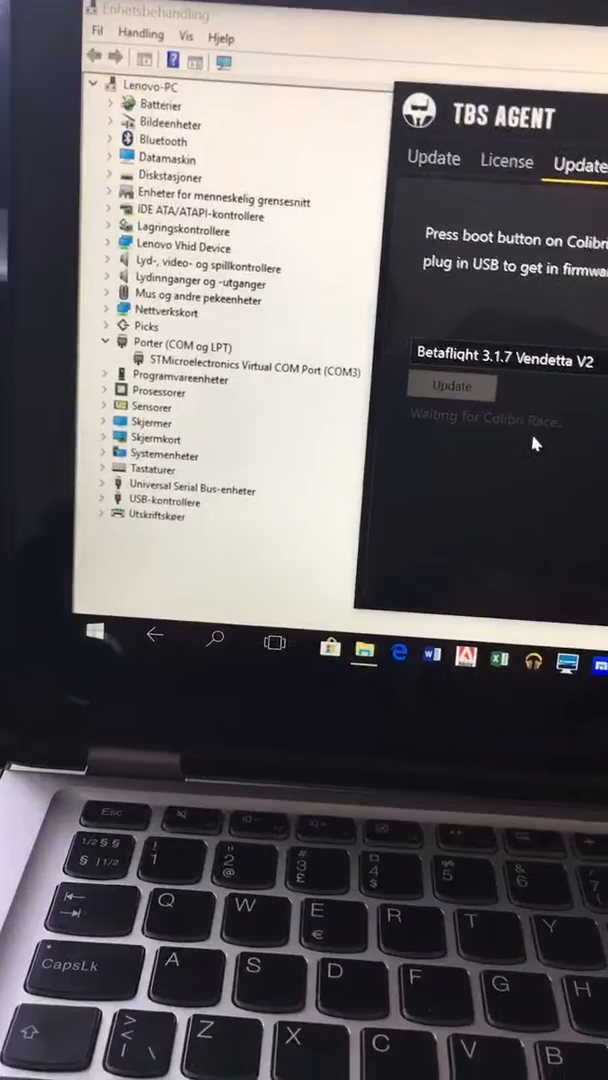 Enhetsbehandling
Fil Handling Vis Hjelp
Lenovo-PC
Batterier
Bildeenheter
Bluetooth
Datamaskin
Diskstasjoner
Enheter for menneskelig grensesnitt
IDE ATA/ATAPI-kontrollere
Lagringskontrollere
Lenovo Vhid Device
Lyd-, video- og spillkontrollere
Lydinnganger og -utganger
Mus og andre pekeenheter
Nettverkskort
Picks
Porter (COM og LPT)
STMicroelectronics Virtual COM Port (COM3)
Programvareenheter
Prosessorer
Sensorer
Skjermer
Skjermkort
Systemenheter
Tastaturer
Universal Serial Bus-enheter
USB-kontrollere
Utskriftskøer
TBS AGENT
Update License Update
Press boot button on Colibri
plug in USB to get in firmwa
Betaflight 3.1.7 Vendetta V2
Update
Waiting for Colibri Race.
Esc
1/2 § §
§ | 1/2
! 1
" 2 @
# 3 £
¤ 4 $
% 5
& 6
/ 7
Q W E € R T Y
CapsLk A S D F G H
> < | \ Z X C V B